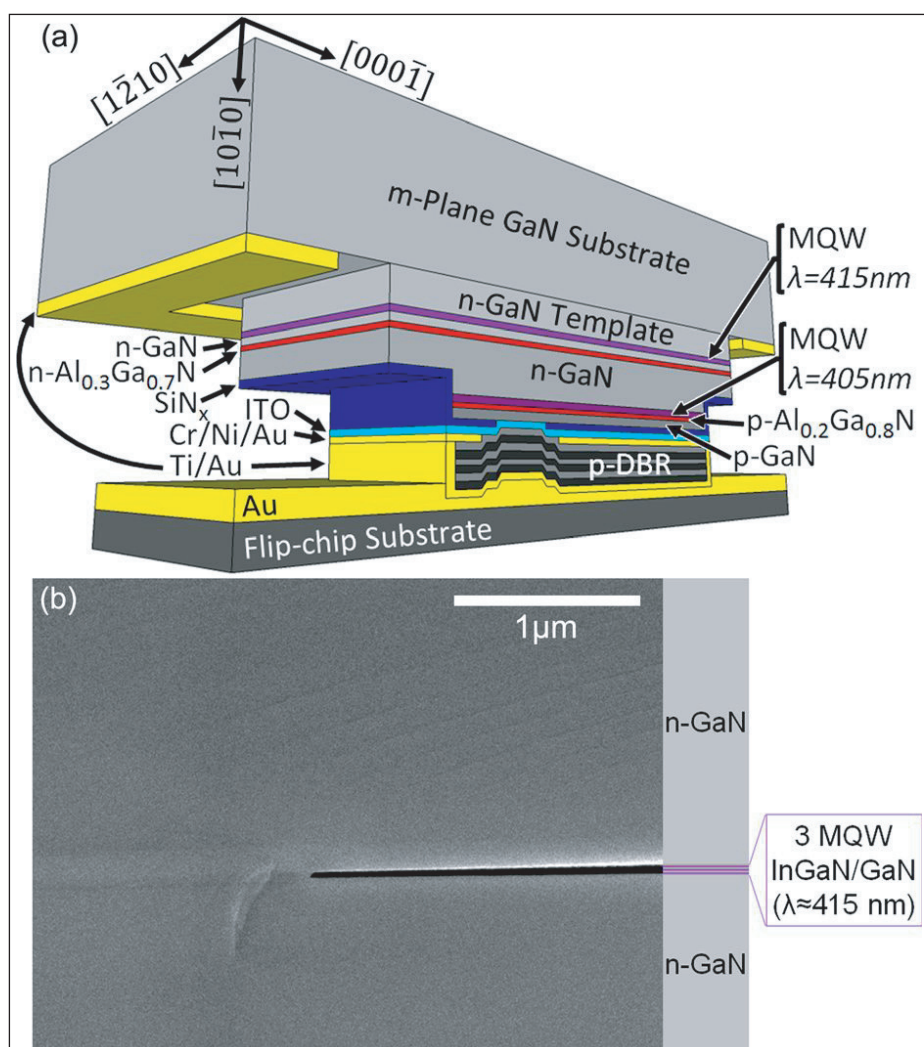 (a)
[12̄10]
[0001̄]
[101̄0]
m-Plane GaN Substrate
MQW
λ=415nm
n-GaN Template
MQW
λ=405nm
n-GaN
n-Al₀.₃Ga₀.₇N
n-GaN
SiNₓ
ITO
Cr/Ni/Au
Ti/Au
p-Al₀.₂Ga₀.₈N
p-GaN
p-DBR
Au
Flip-chip Substrate
(b)
1μm
n-GaN
3 MQW
InGaN/GaN
(λ≈415 nm)
n-GaN